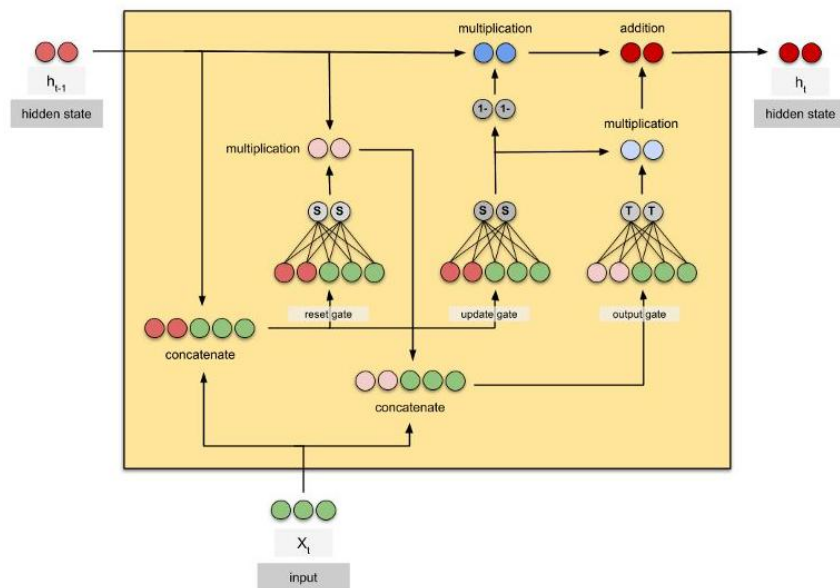 multiplication
addition
h
t-1
hidden state
h
t
hidden state
1-
1-
multiplication
multiplication
S
S
S
S
T
T
reset gate
update gate
output gate
concatenate
concatenate
X
t
input